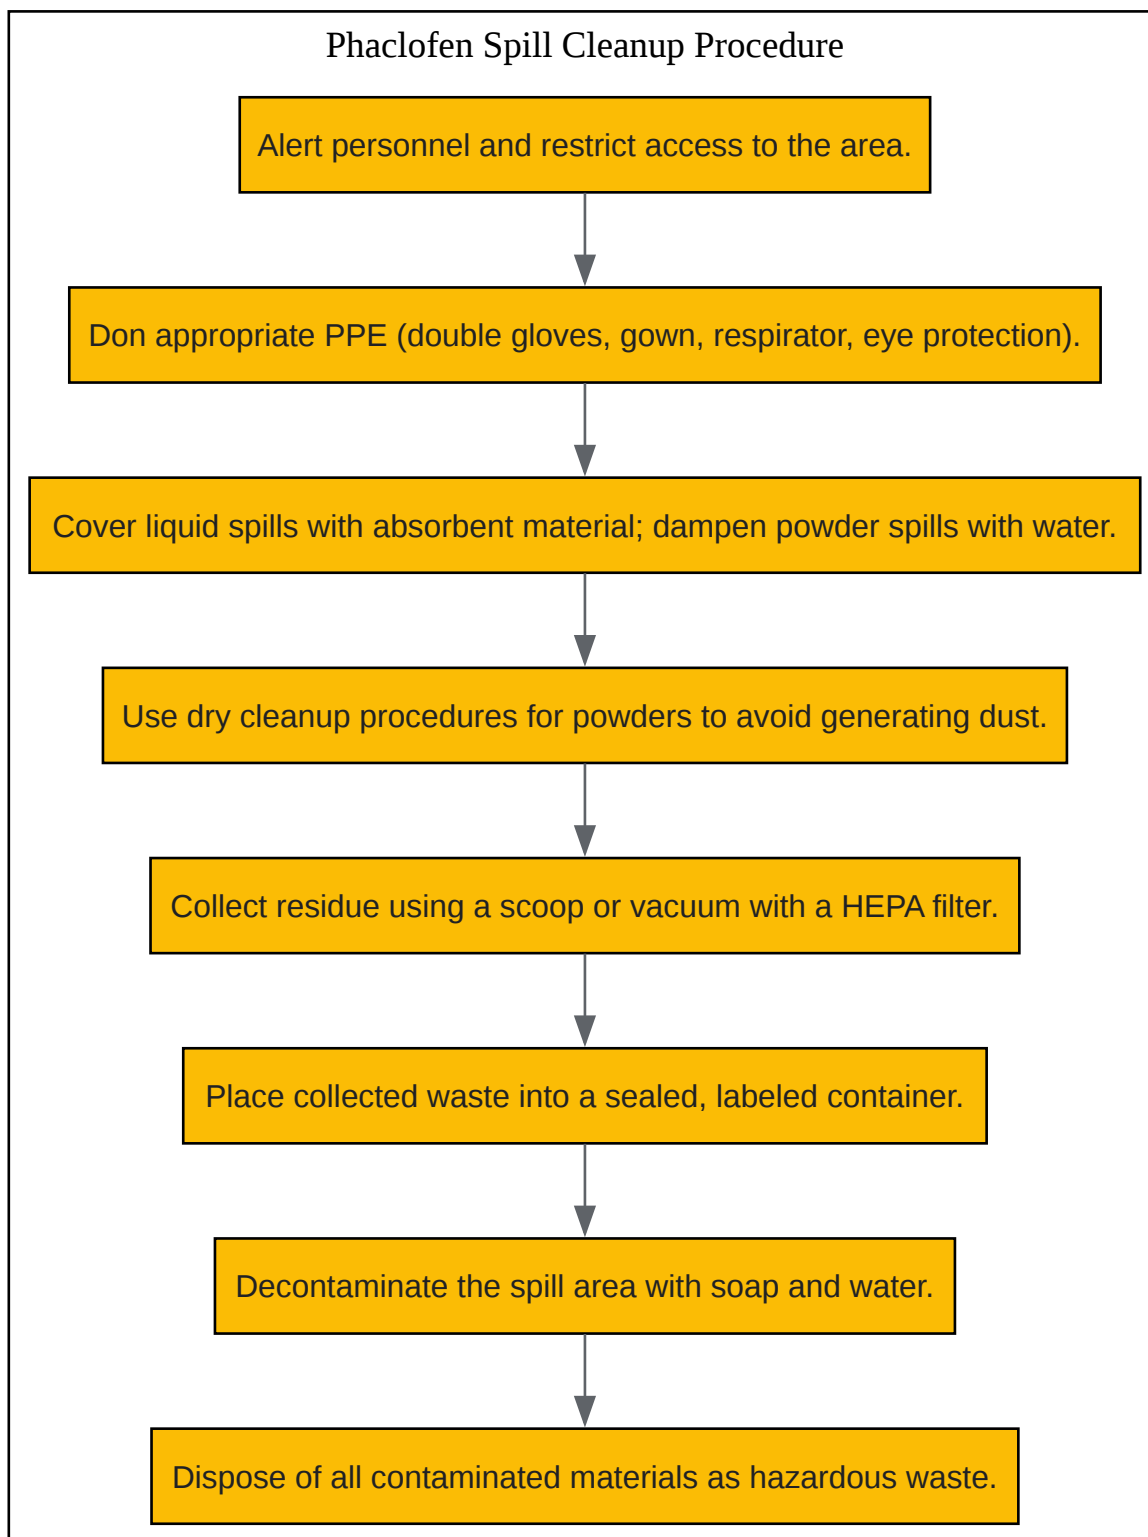 Phaclofen Spill Cleanup Procedure
Alert personnel and restrict access to the area.
Don appropriate PPE (double gloves, gown, respirator, eye protection).
Cover liquid spills with absorbent material; dampen powder spills with water.
Use dry cleanup procedures for powders to avoid generating dust.
Collect residue using a scoop or vacuum with a HEPA filter.
Place collected waste into a sealed, labeled container.
Decontaminate the spill area with soap and water.
Dispose of all contaminated materials as hazardous waste.